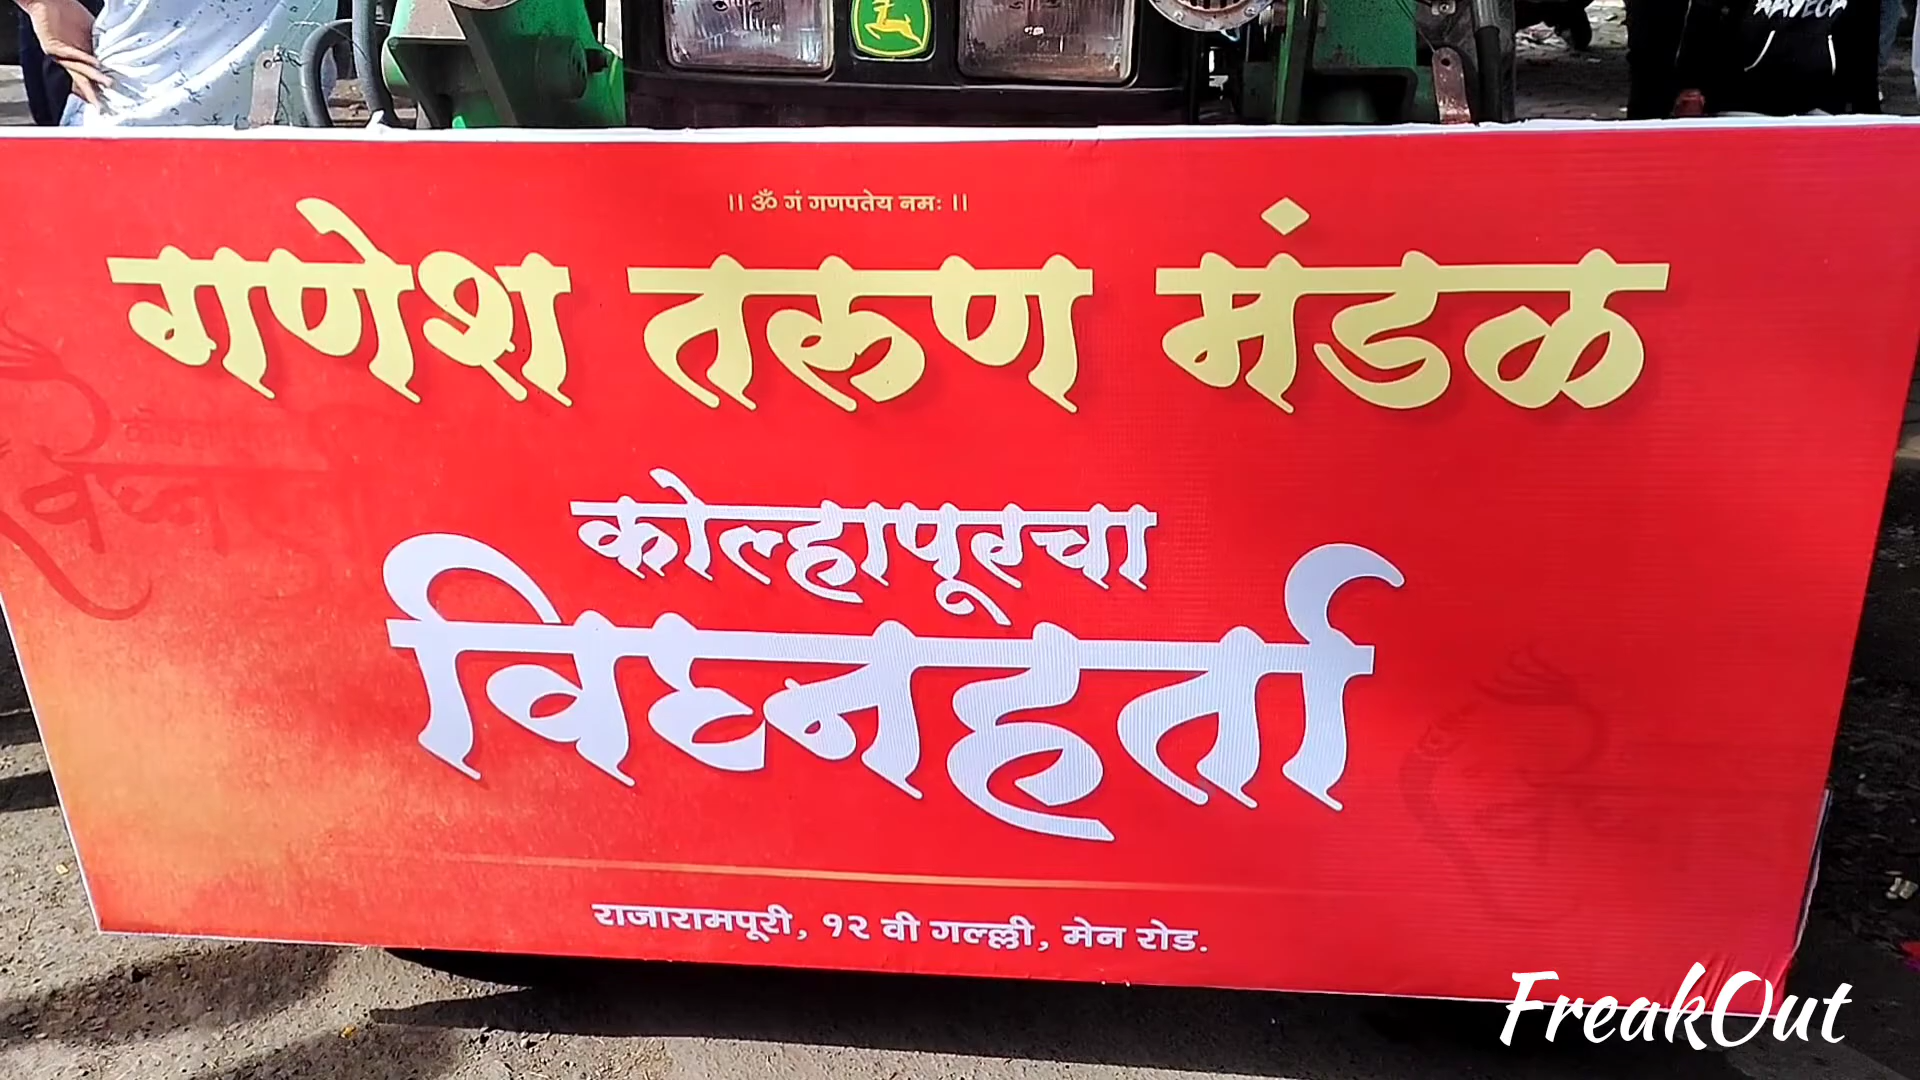 ।। ॐ गं गणपतेय नमः ।।
गणेश तरुण मंडळ
कोल्हापूरचा
विघ्नहर्ता
राजारामपूरी, १२ वी गल्ली, मेन रोड.
FreakOut